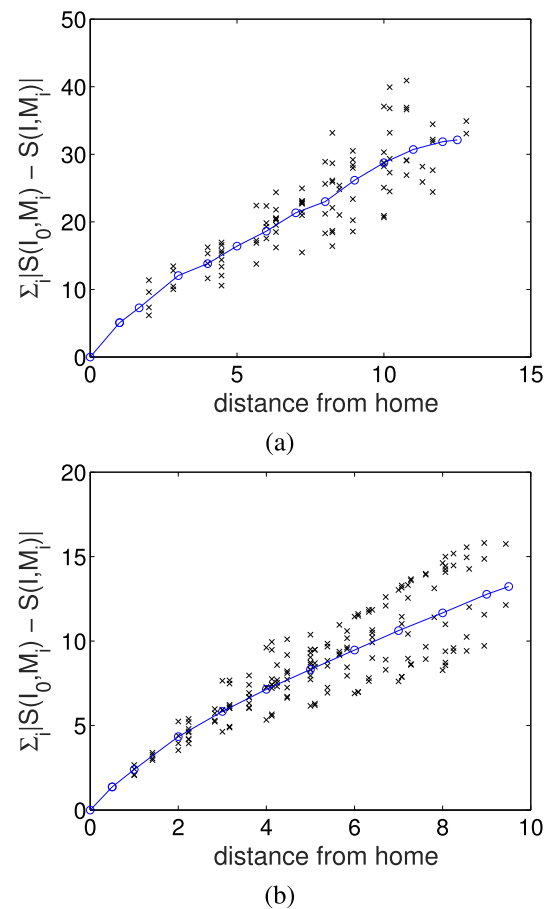 50
40
30
20
10
0
Σi|S(I0,Mi) − S(I,Mi)|
0 5 10 15
distance from home
(a)
20
15
10
5
0
Σi|S(I0,Mi) − S(I,Mi)|
0 2 4 6 8 10
distance from home
(b)